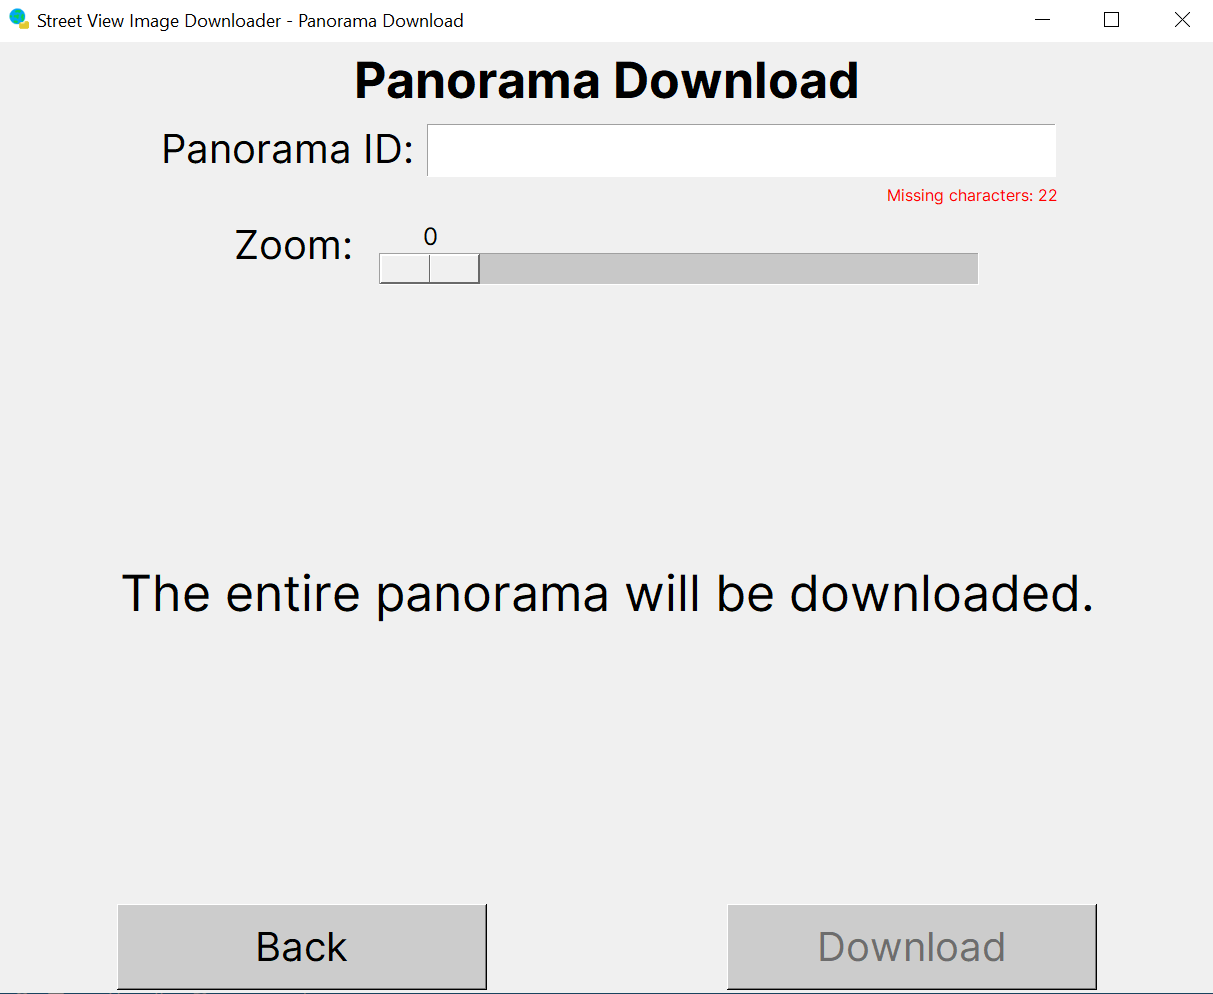 Street View Image Downloader - Panorama Download
Panorama Download
Panorama ID:
Missing characters: 22
0
Zoom:
The entire panorama will be downloaded.
Back
Download